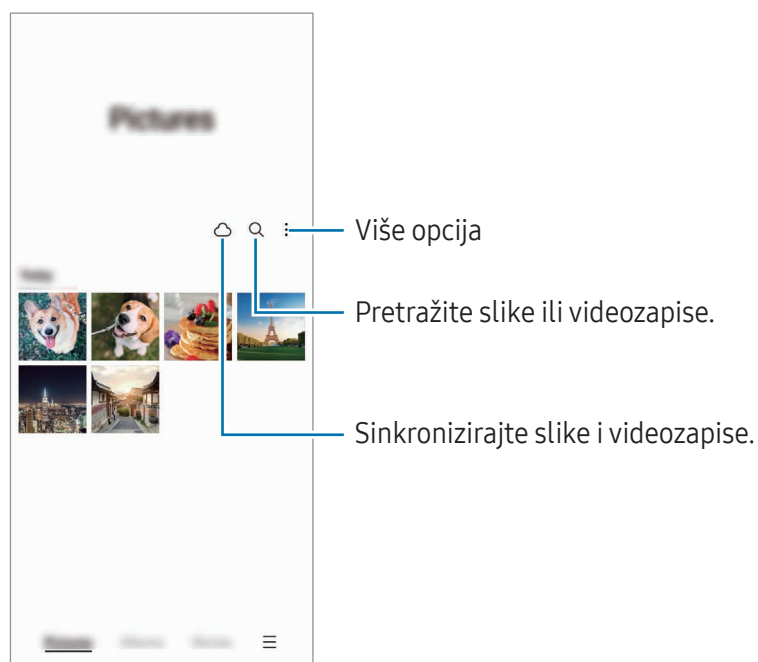 Pictures
Više opcija
Pretražite slike ili videozapise.
Sinkronizirajte slike i videozapise.